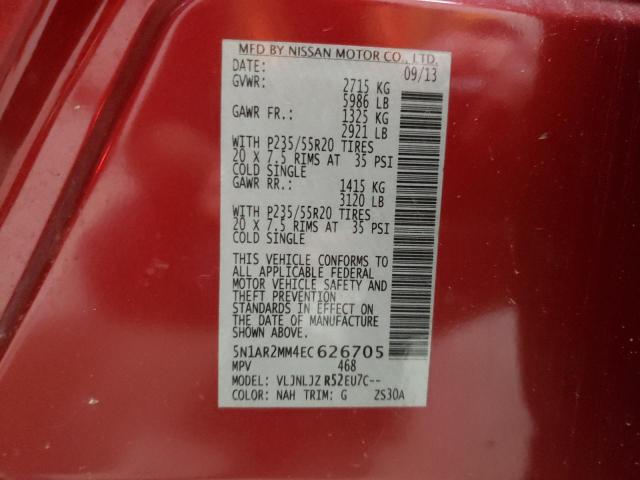 MFD BY NISSAN MOTOR CO., LTD.
DATE: 09/13
GVWR: 2715 KG
5986 LB
GAWR FR.: 1325 KG
2921 LB
WITH P235/55R20 TIRES
20 X 7.5 RIMS AT 35 PSI
COLD SINGLE
GAWR RR.: 1415 KG
3120 LB
WITH P235/55R20 TIRES
20 X 7.5 RIMS AT 35 PSI
COLD SINGLE
THIS VEHICLE CONFORMS TO
ALL APPLICABLE FEDERAL
MOTOR VEHICLE SAFETY AND
THEFT PREVENTION
STANDARDS IN EFFECT ON
THE DATE OF MANUFACTURE
SHOWN ABOVE.
5N1AR2MM4EC626705
MPV 468
MODEL: VLJNLJZ R52EU7C--
COLOR: NAH TRIM: G ZS30A